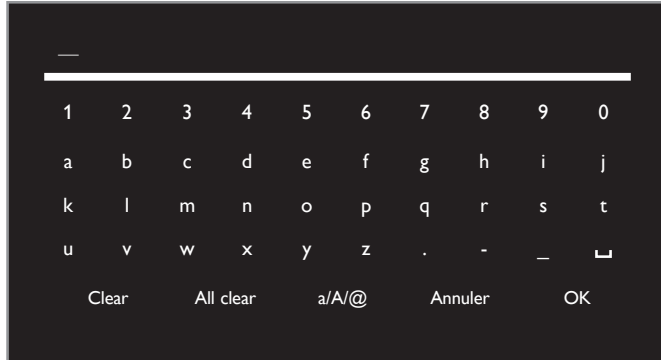 _
1 2 3 4 5 6 7 8 9 0
a b c d e f g h i j
k l m n o p q r s t
u v w x y z . - _ ␣
Clear All clear a/A/@ Annuler OK